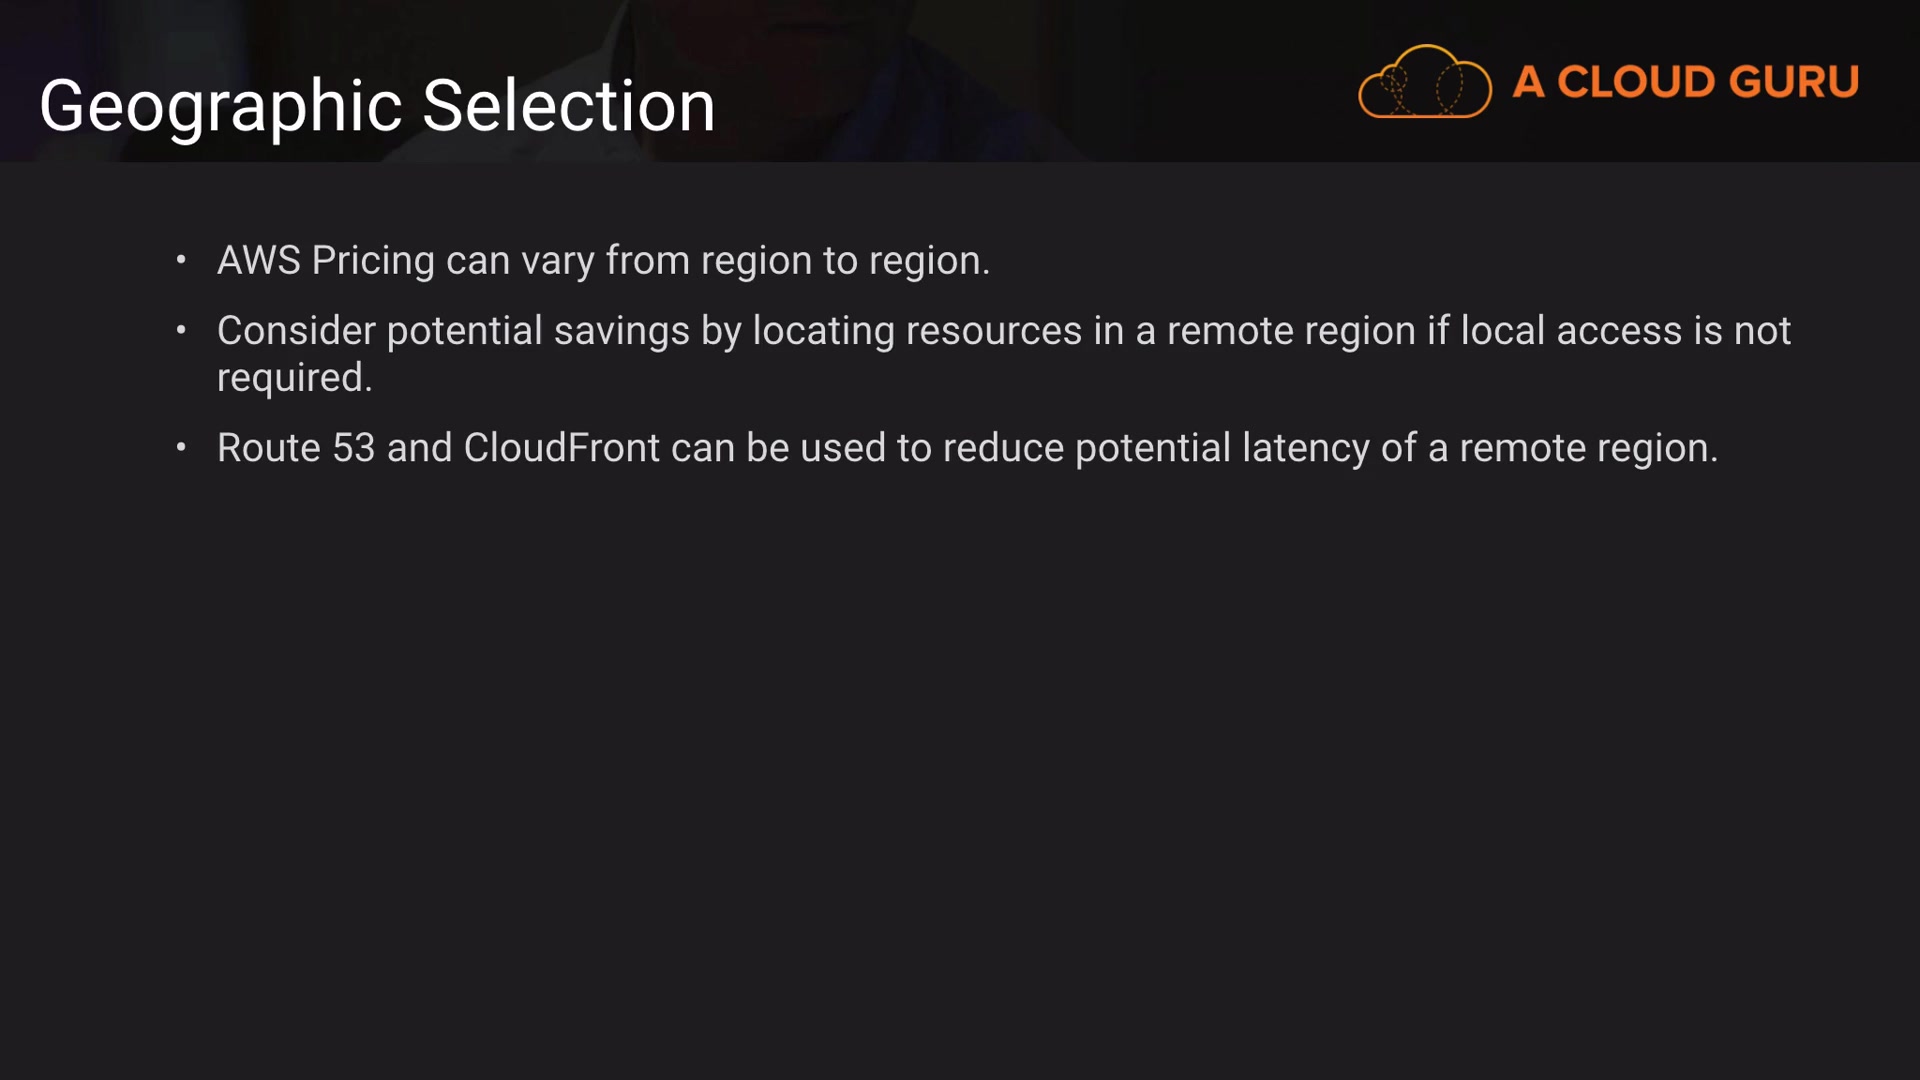 Geographic Selection
A CLOUD GURU
• AWS Pricing can vary from region to region.
• Consider potential savings by locating resources in a remote region if local access is not
required.
• Route 53 and CloudFront can be used to reduce potential latency of a remote region.